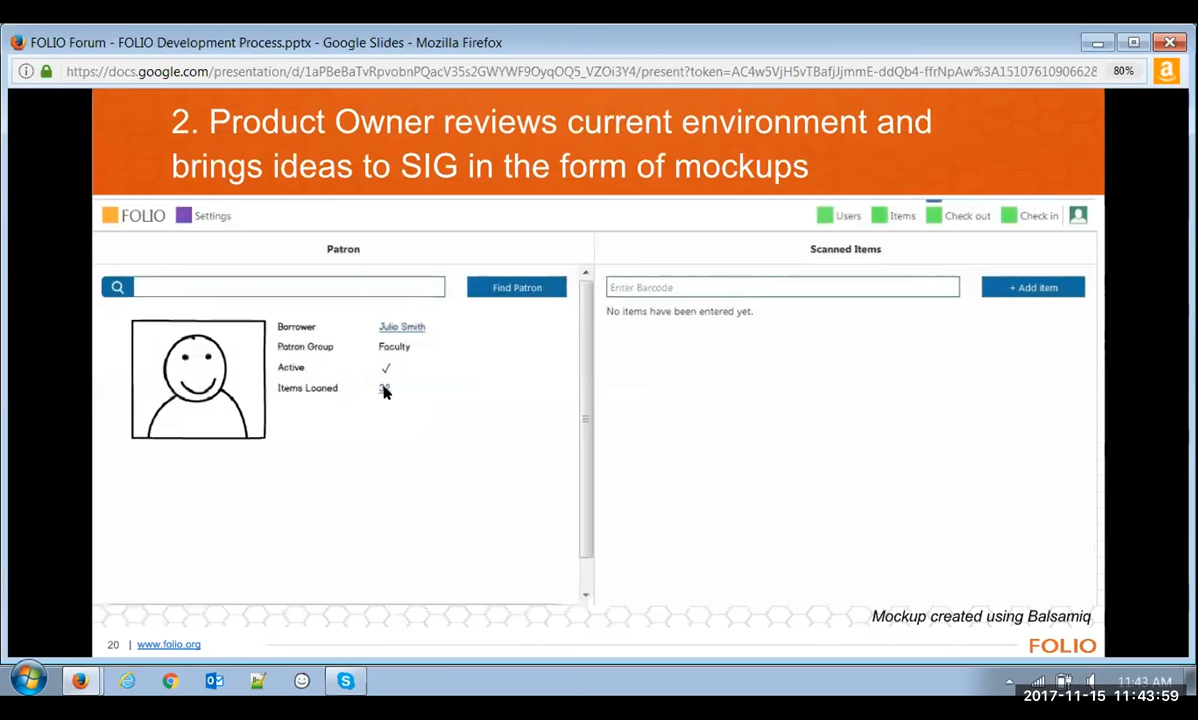 FOLIO Forum - FOLIO Development Process.pptx - Google Slides - Mozilla Firefox
https://docs.google.com/presentation/d/1aPBeBaTvRpvobnPQacV35s2GWYWF9OyqOQ5_VZOi3Y4/present?token=AC4w5VjH5vTBafjJjmmE-ddQb4-ffrNpAw%3A15107610906628
80%
2. Product Owner reviews current environment and
brings ideas to SIG in the form of mockups
FOLIO Settings Users Items Check out Check in
Patron
Scanned Items
Find Patron
Enter Barcode
+ Add item
No items have been entered yet.
Borrower Julio Smith
Patron Group Faculty
Active ✓
Items Loaned
Mockup created using Balsamiq
20 | www.folio.org
FOLIO
11:43 AM
2017-11-15 11:43:59